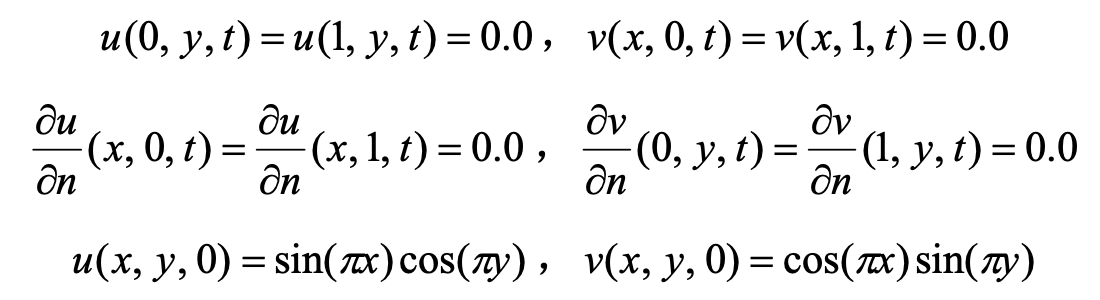 u(0, y, t) = u(1, y, t) = 0.0 ， v(x, 0, t) = v(x, 1, t) = 0.0
∂u/∂n (x, 0, t) = ∂u/∂n (x, 1, t) = 0.0 ， ∂v/∂n (0, y, t) = ∂v/∂n (1, y, t) = 0.0
u(x, y, 0) = sin(πx) cos(πy) ， v(x, y, 0) = cos(πx) sin(πy)